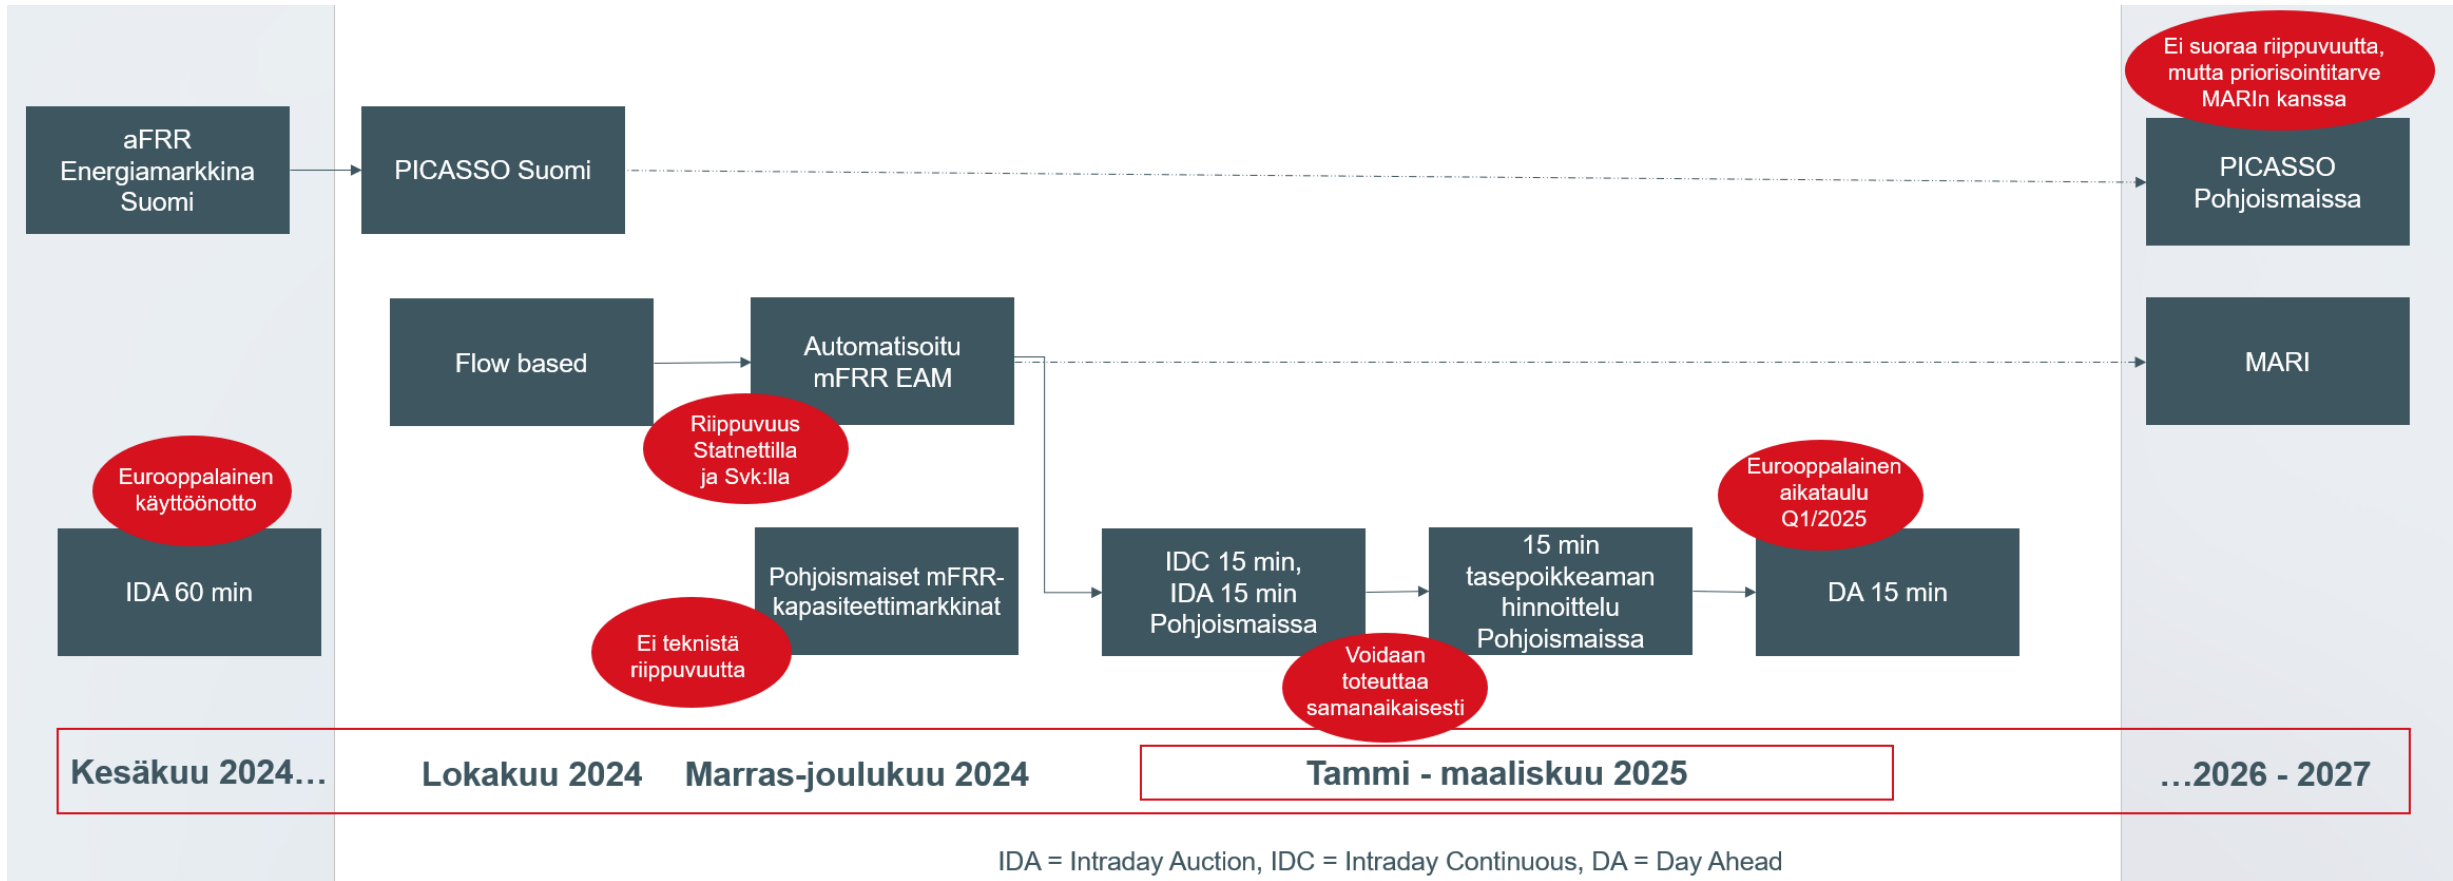 Ei suoraa riippuvuutta,
mutta priorisointitarve
MARIn kanssa
aFRR
Energiamarkkina
Suomi
PICASSO Suomi
PICASSO
Pohjoismaissa
Flow based
Automatisoitu
mFRR EAM
MARI
Riippuvuus
Statnettilla
ja Svk:lla
Eurooppalainen
käyttöönotto
Eurooppalainen
aikataulu
Q1/2025
IDA 60 min
Pohjoismaiset mFRR-
kapasiteettimarkkinat
Ei teknistä
riippuvuutta
IDC 15 min,
IDA 15 min
Pohjoismaissa
15 min
tasepoikkeaman
hinnoittelu
Pohjoismaissa
DA 15 min
Voidaan
toteuttaa
samanaikaisesti
Kesäkuu 2024…
Lokakuu 2024
Marras-joulukuu 2024
Tammi - maaliskuu 2025
…2026 - 2027
IDA = Intraday Auction, IDC = Intraday Continuous, DA = Day Ahead